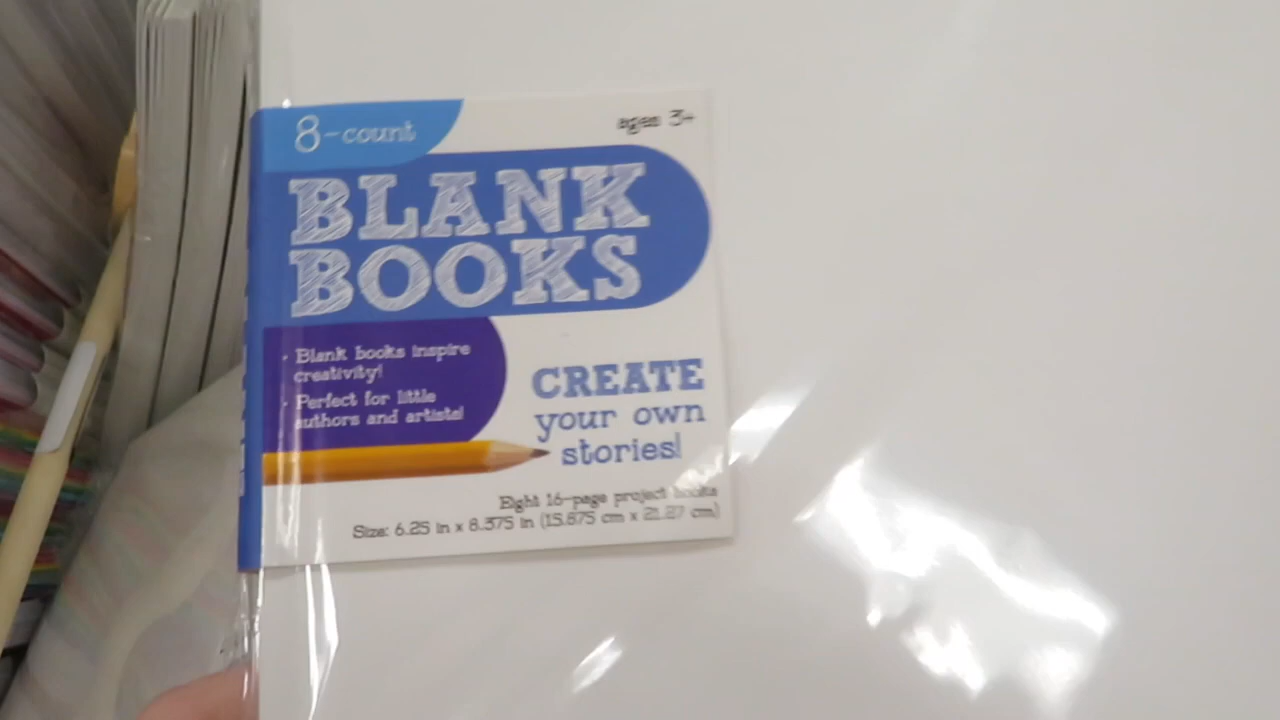 8-count
ages 3+
BLANK
BOOKS
• Blank books inspire
creativity!
• Perfect for little
authors and artists!
CREATE
your own
stories!
Eight 16-page project books
Size: 6.25 in x 8.375 in (15.875 cm x 21.27 cm)